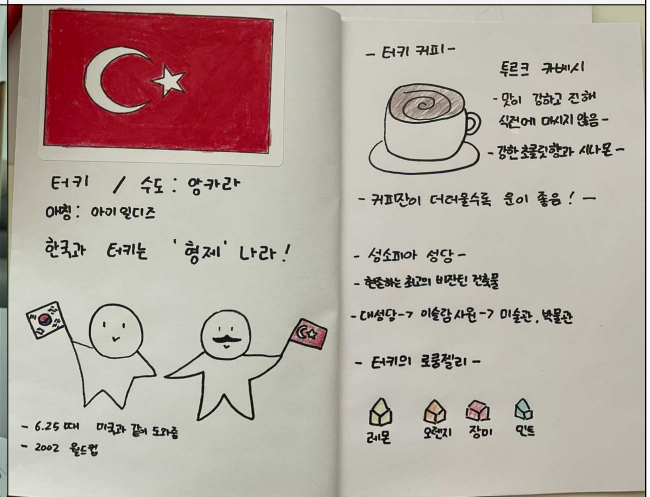 터키 / 수도 : 앙카라
애칭 : 아이 일디즈
한국과 터키는 '형제' 나라!
- 6.25 때 미국과 같이 도와줌
- 2002 월드컵
- 터키 커피 -
투르크 카베시
- 맛이 강하고 진해
식전에 마시지 않음 -
- 강한 초콜릿향과 시나몬 -
- 커피잔이 더러울수록 운이 좋음! -
- 성소피아 성당 -
- 현존하는 최고의 비잔틴 건축물
- 대성당 -> 이슬람사원 -> 미술관, 박물관
- 터키의 로쿰젤리 -
레몬 오렌지 장미 민트